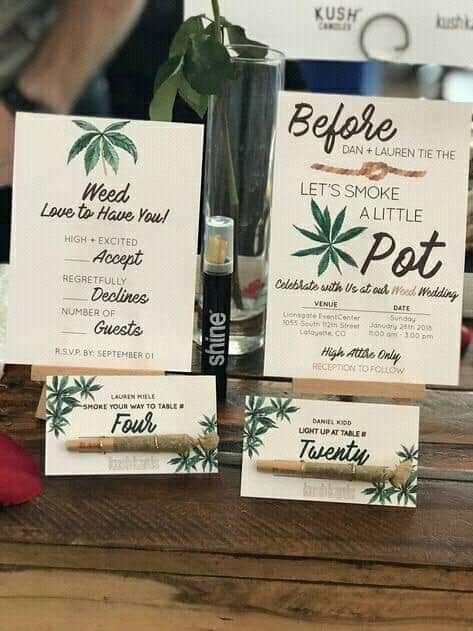 KUSH
CANDLES
kush
Weed
Love to Have You!
HIGH + EXCITED
Accept
REGRETFULLY
Declines
NUMBER OF
Guests
R.S.V.P. BY: SEPTEMBER 01
shine
Before
DAN + LAUREN TIE THE
LET'S SMOKE
A LITTLE
Pot
Celebrate with Us at our Weed Wedding
VENUE
Lionsgate EventCenter
1055 South 112th Street
Lafayette, CO
DATE
Sunday
January 28th 2018
11:00 am - 3:00 pm
High Attire Only
RECEPTION TO FOLLOW
LAUREN MIELE
SMOKE YOUR WAY TO TABLE #
Four
DANIEL KIDD
LIGHT UP AT TABLE #
Twenty